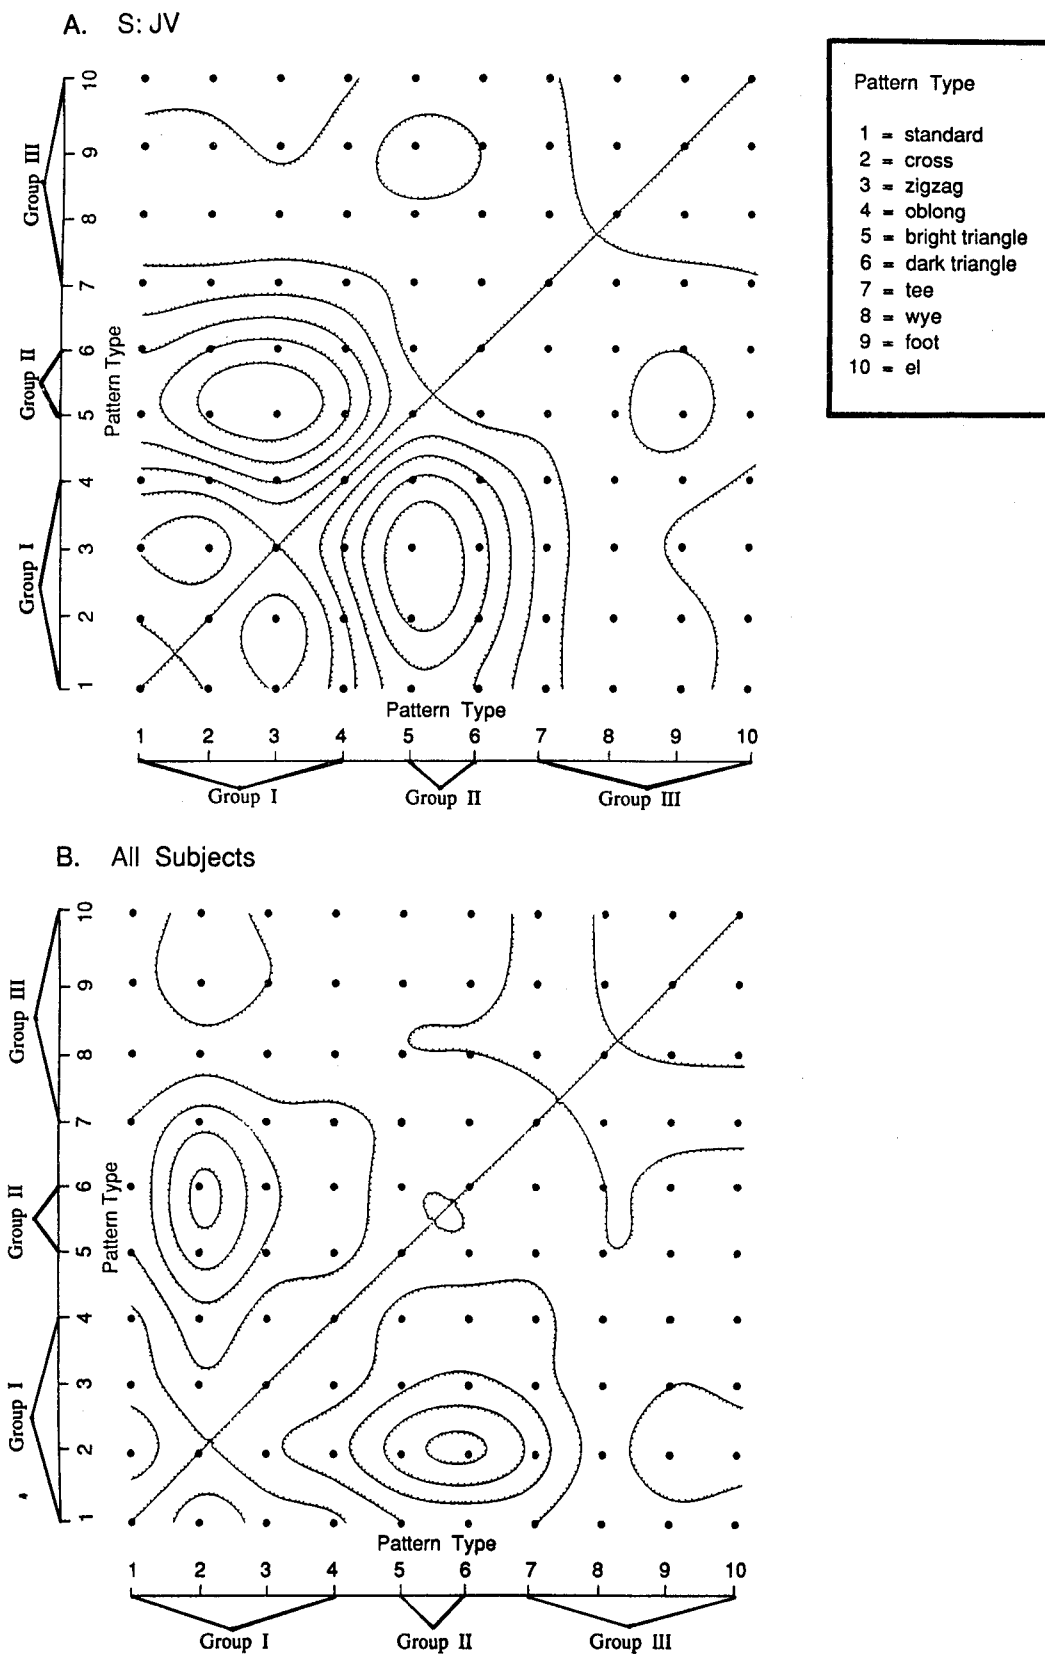 A. S: JV
10
9
8
7
6
5
4
3
2
1
Group III
Group II
Group I
Pattern Type
Pattern Type
1 2 3 4 5 6 7 8 9 10
Group I Group II Group III
Pattern Type
1 = standard
2 = cross
3 = zigzag
4 = oblong
5 = bright triangle
6 = dark triangle
7 = tee
8 = wye
9 = foot
10 = el
B. All Subjects
10
9
8
7
6
5
4
3
2
1
Group III
Group II
Group I
Pattern Type
Pattern Type
1 2 3 4 5 6 7 8 9 10
Group I Group II Group III